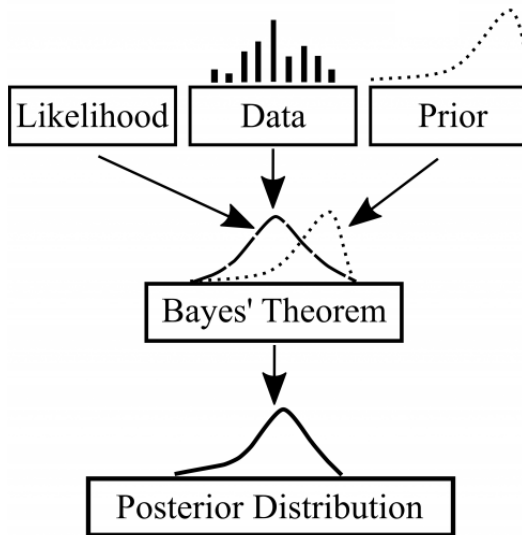 Likelihood
Data
Prior
Bayes' Theorem
Posterior Distribution